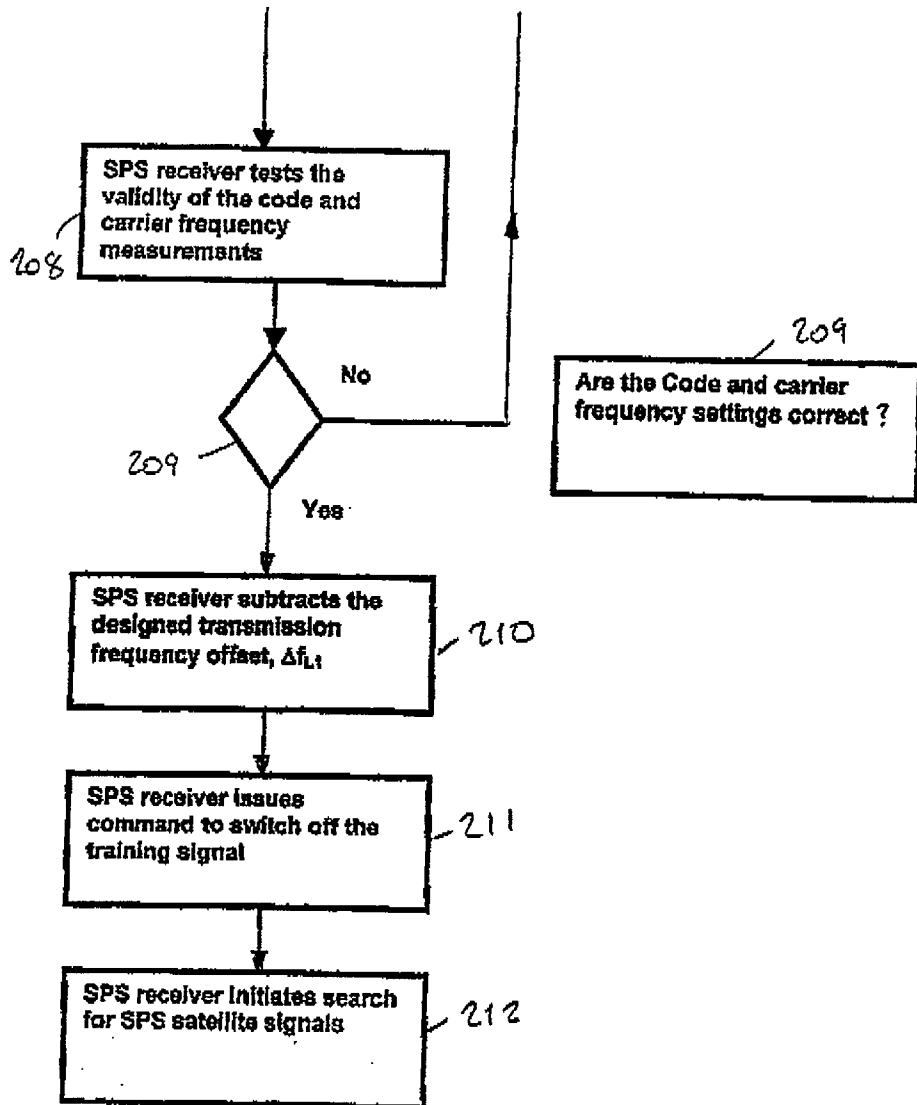 SPS receiver tests the
validity of the code and
carrier frequency
measurements
208
No
209
Are the Code and carrier
frequency settings correct ?
209
Yes
SPS receiver subtracts the
designed transmission
frequency offset, ΔfL1
210
SPS receiver issues
command to switch off the
training signal
211
SPS receiver initiates search
for SPS satellite signals
212